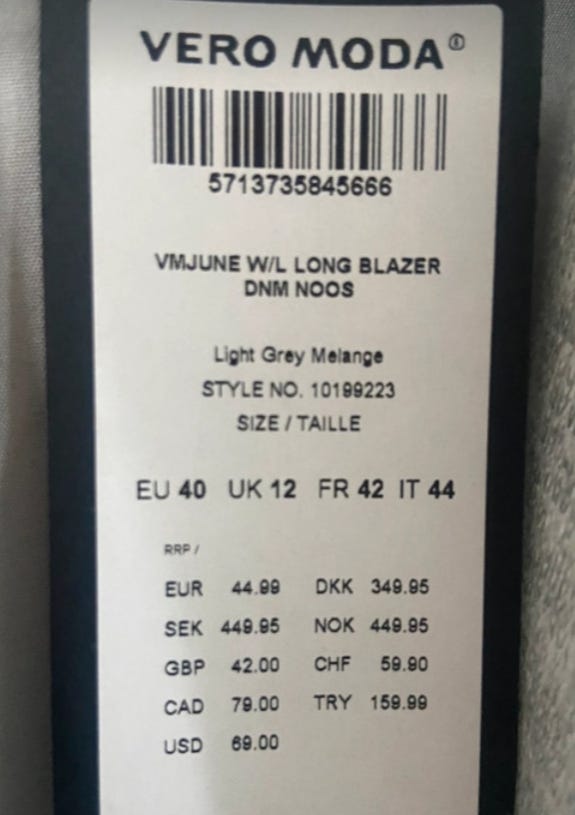 VERO MODA®
5713735845666
VMJUNE W/L LONG BLAZER
DNM NOOS
Light Grey Melange
STYLE NO. 10199223
SIZE / TAILLE
EU 40 UK 12 FR 42 IT 44
RRP /
EUR 44.99 DKK 349.95
SEK 449.95 NOK 449.95
GBP 42.00 CHF 59.90
CAD 79.00 TRY 159.99
USD 69.00